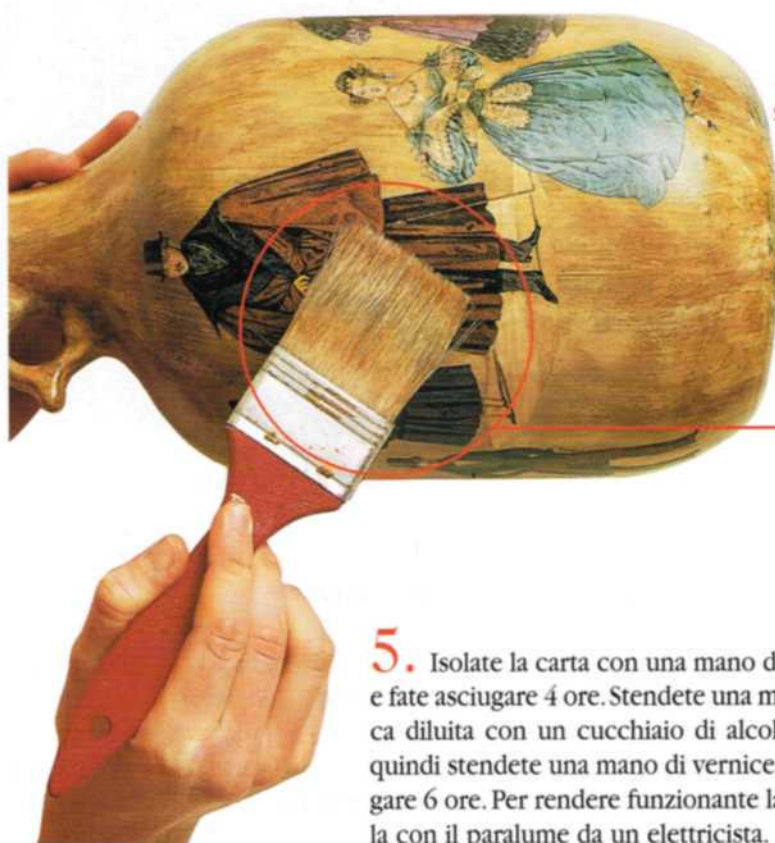 5. Isolate la carta con una mano d
e fate asciugare 4 ore. Stendete una m
ca diluita con un cucchiaio di alcol
quindi stendete una mano di vernice
gare 6 ore. Per rendere funzionante la
la con il paralume da un elettricista.